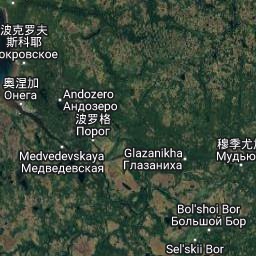 波克罗夫
斯科耶
окровское
奥涅加
Онега
Andozero
Андозеро
波罗格
Порог
Medvedevskaya
Медведевская
Glazanikha
Глазаниха
穆季尤
Мудью
Bol'shoi Bor
Большой Бор
Sel'skii Bor